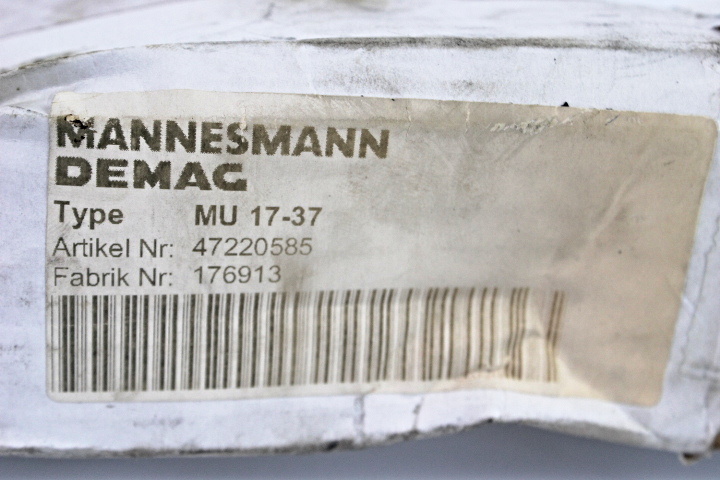 MANNESMANN
DEMAG
Type MU 17-37
Artikel Nr: 47220585
Fabrik Nr: 176913